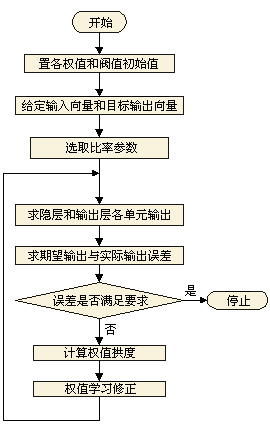 开始
置各权值和阀值初始值
给定输入向量和目标输出向量
选取比率参数
求隐层和输出层各单元输出
求期望输出与实际输出误差
误差是否满足要求
是
停止
否
计算权值拱度
权值学习修正